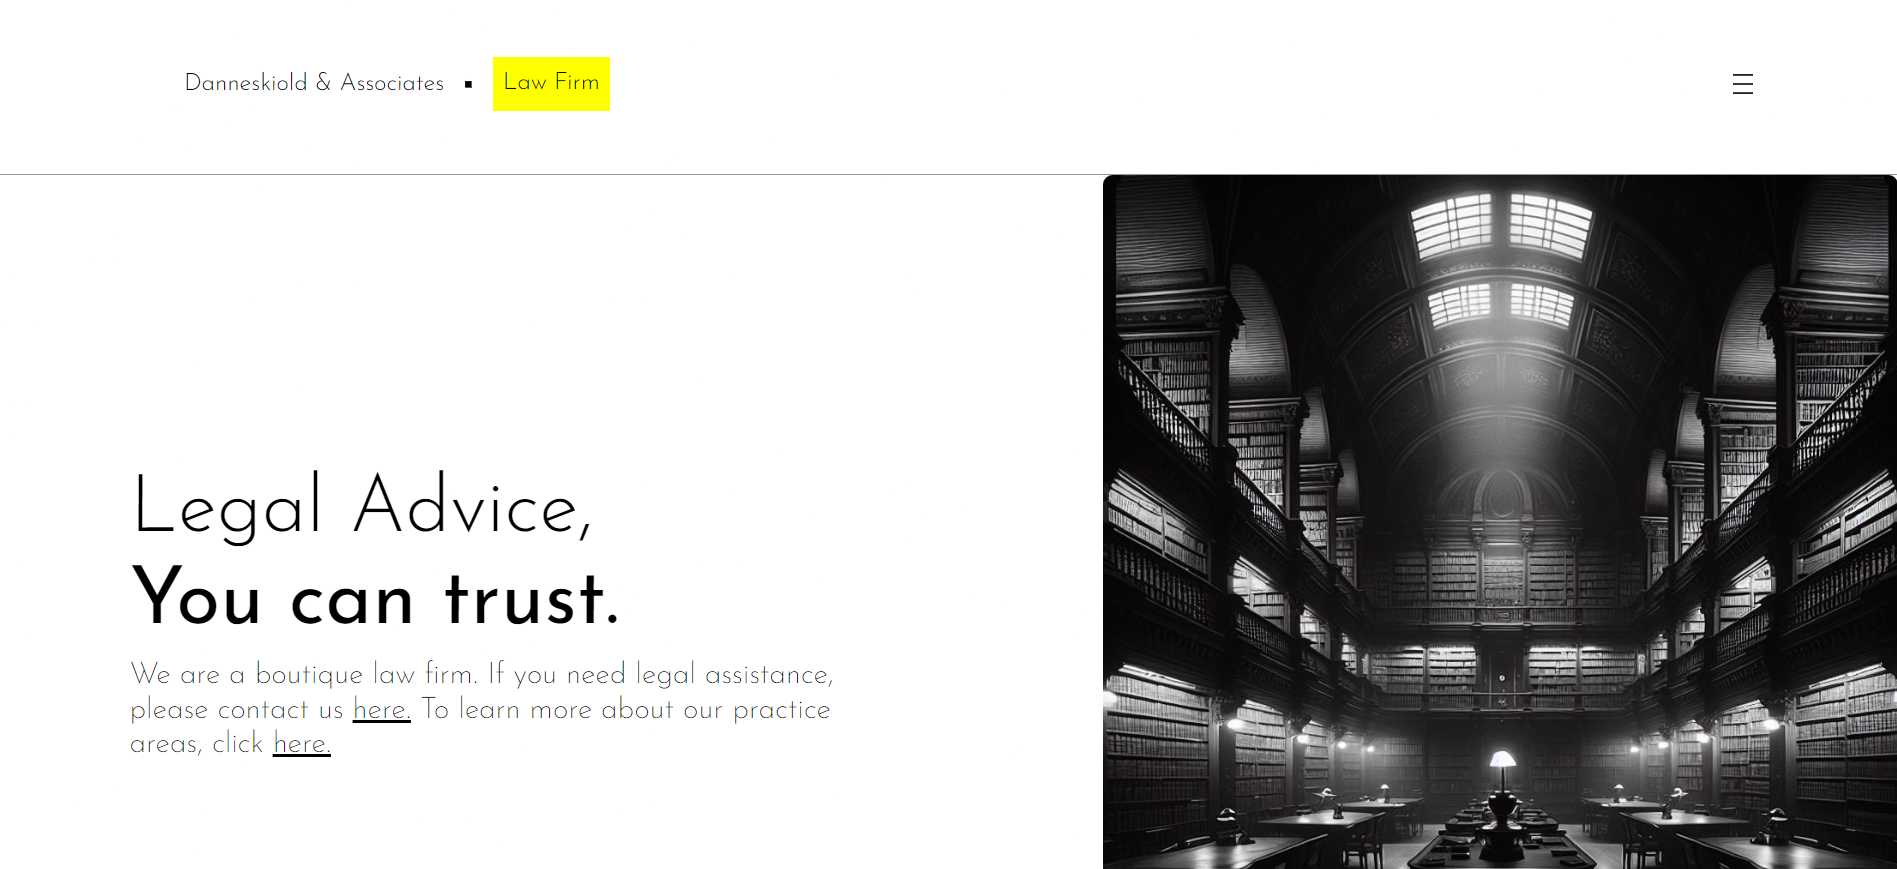 Danneskiold & Associates ▪ Law Firm
Legal Advice,
You can trust.
We are a boutique law firm. If you need legal assistance,
please contact us here. To learn more about our practice
areas, click here.